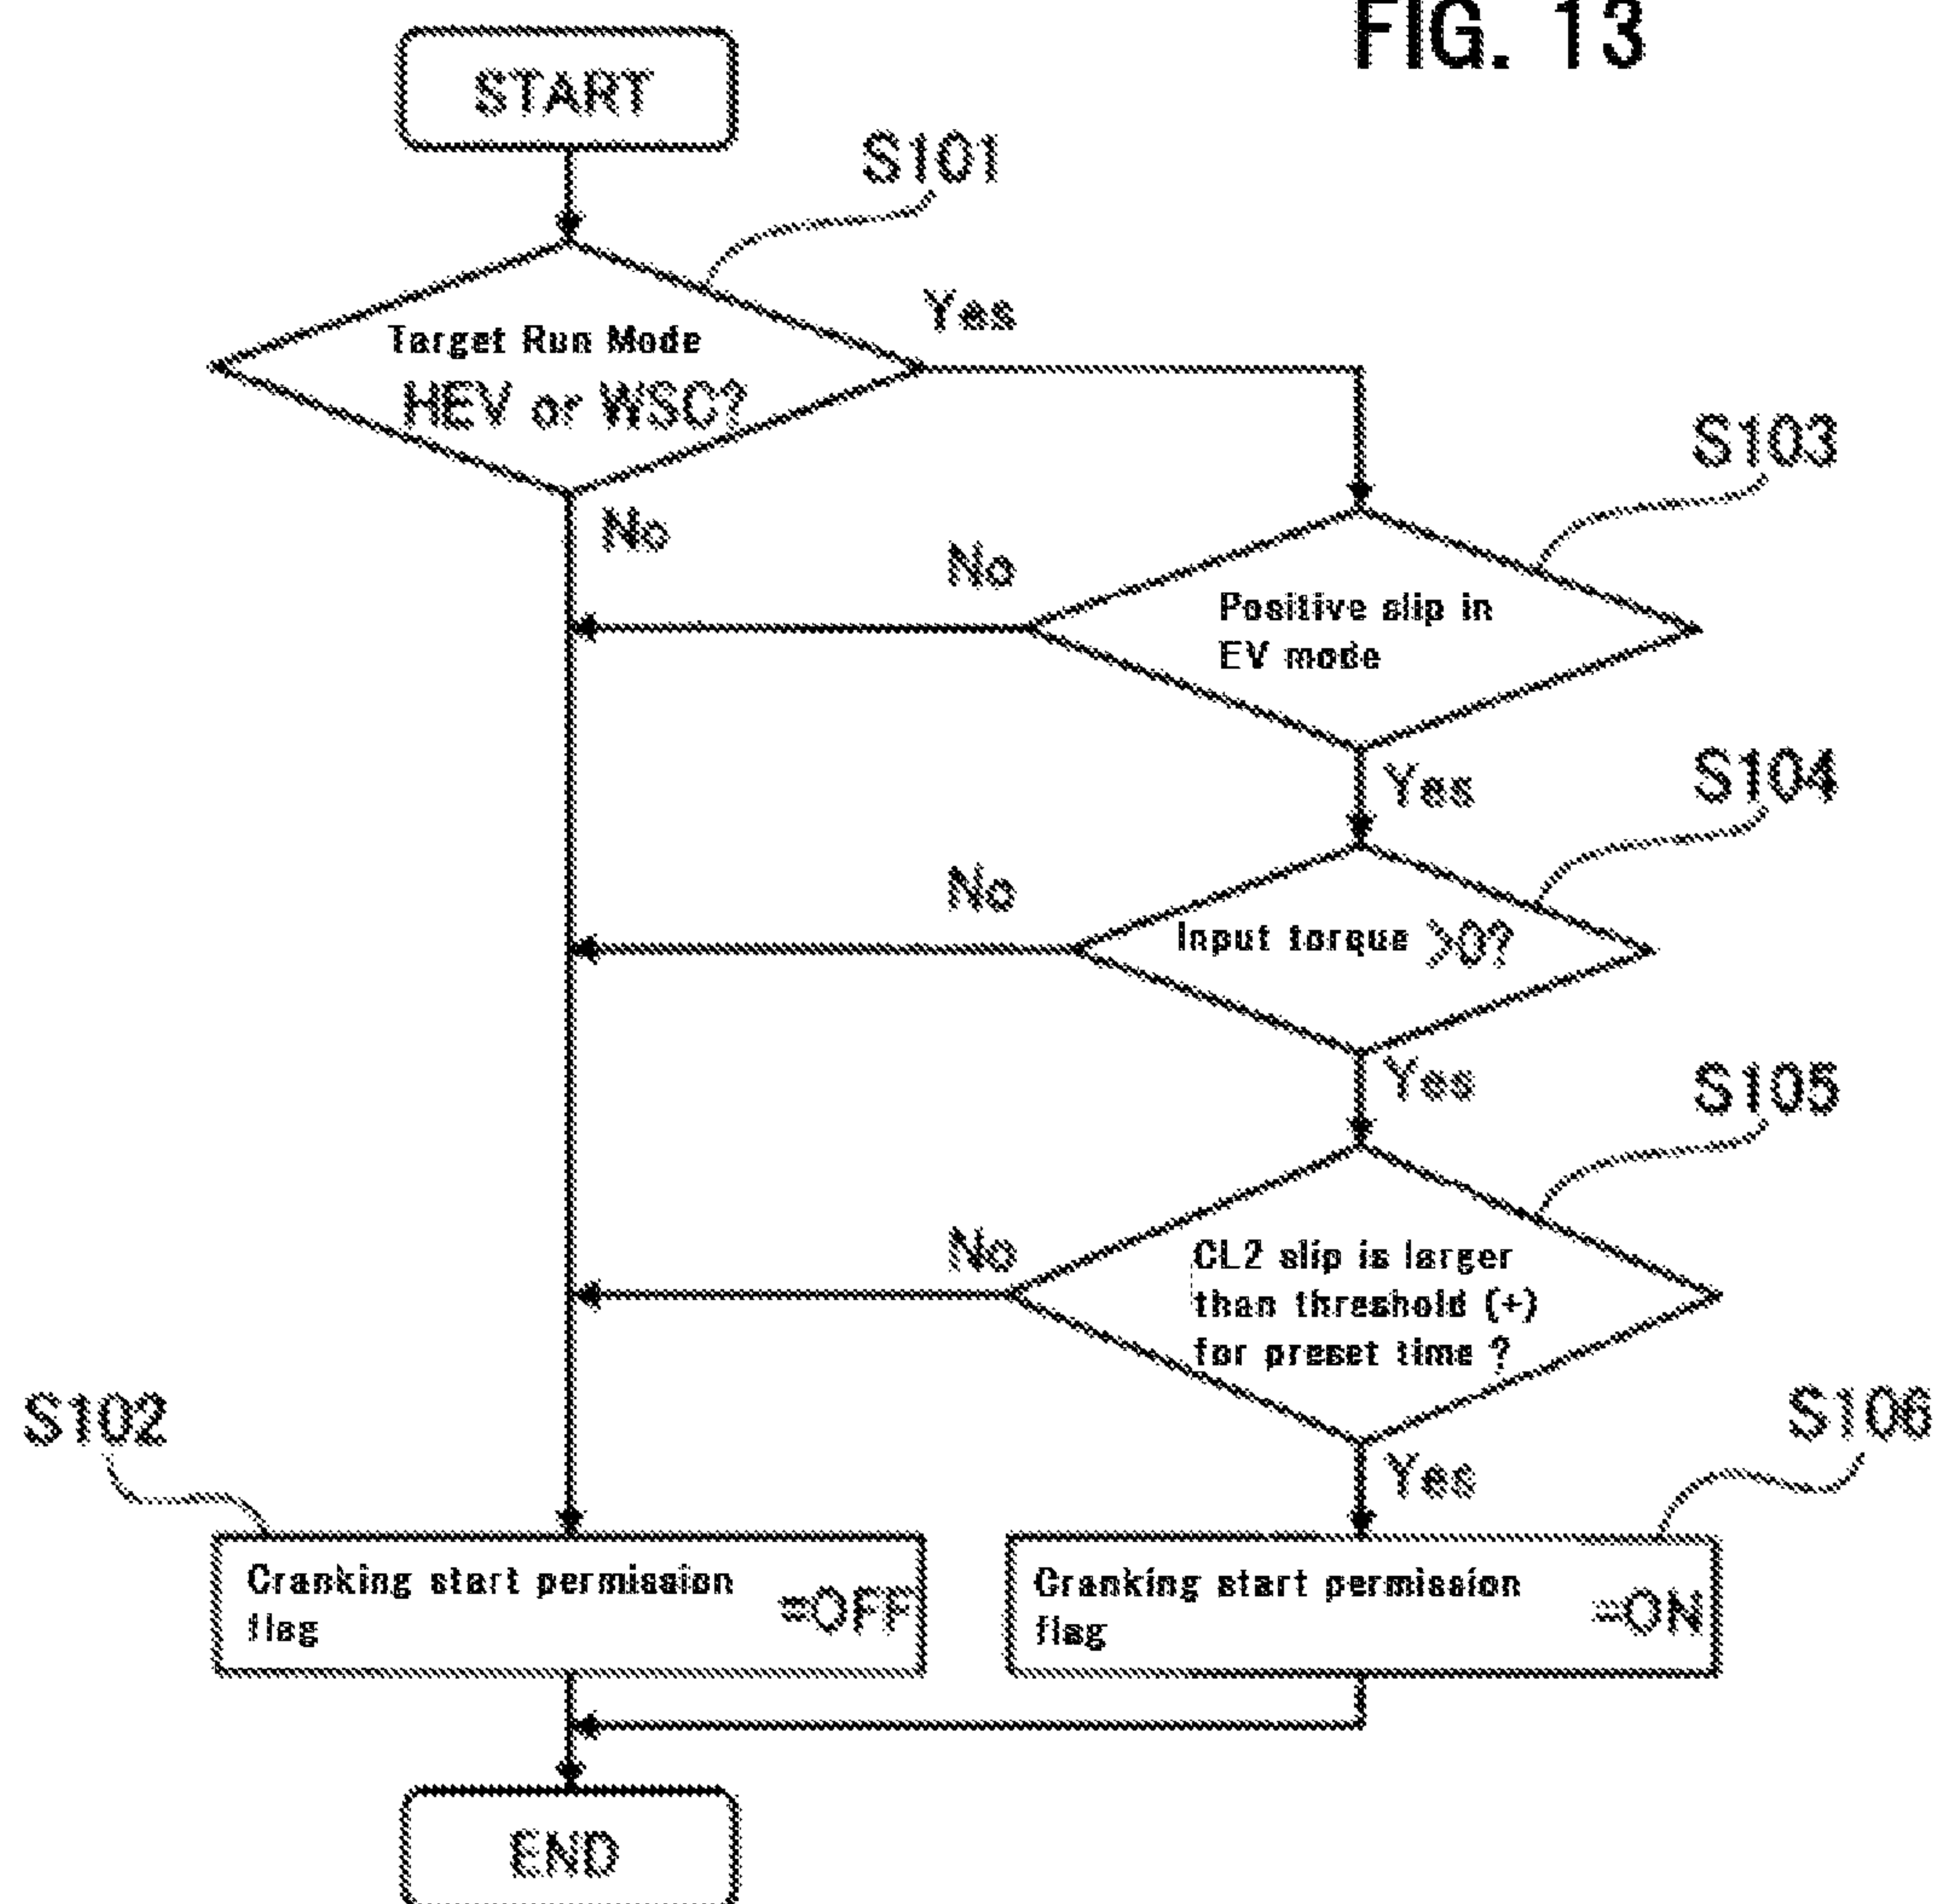 FIG. 13
START
S101
Target Run Mode
HEV or WSC?
Yes
No
S103
Positive slip in
EV mode
No
Yes
S104
Input torque >0?
No
Yes
S105
CL2 slip is larger
than threshold (+)
for preset time ?
No
Yes
S102
Cranking start permission
flag =OFF
S106
Cranking start permission
flag =ON
END